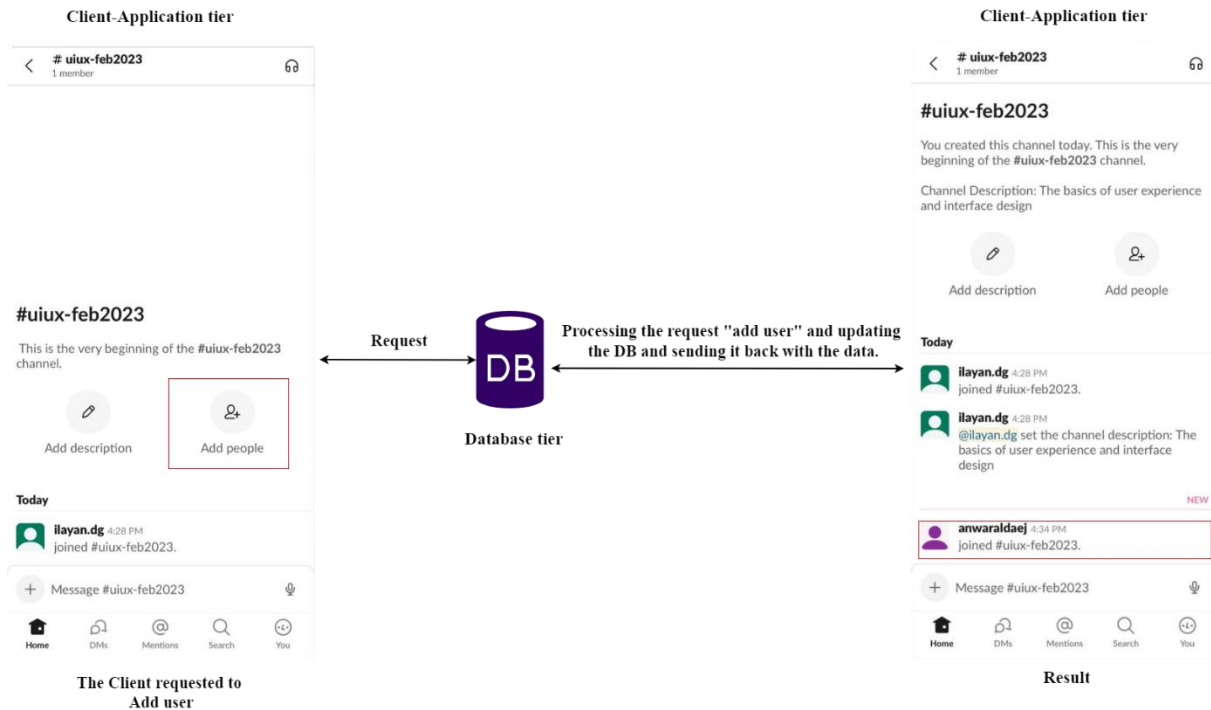 Client-Application tier
# uiux-feb2023
1 member
#uiux-feb2023
This is the very beginning of the #uiux-feb2023
channel.
Add description
Add people
Today
ilayan.dg 4:28 PM
joined #uiux-feb2023.
Message #uiux-feb2023
Home
DMs
Mentions
Search
You
The Client requested to
Add user
Request
DB
Database tier
Processing the request "add user" and updating
the DB and sending it back with the data.
Client-Application tier
# uiux-feb2023
1 member
#uiux-feb2023
You created this channel today. This is the very
beginning of the #uiux-feb2023 channel.
Channel Description: The basics of user experience
and interface design
Add description
Add people
Today
ilayan.dg 4:28 PM
joined #uiux-feb2023.
ilayan.dg 4:28 PM
@ilayan.dg set the channel description: The
basics of user experience and interface
design
NEW
anwaraldaej 4:34 PM
joined #uiux-feb2023.
Message #uiux-feb2023
Home
DMs
Mentions
Search
You
Result